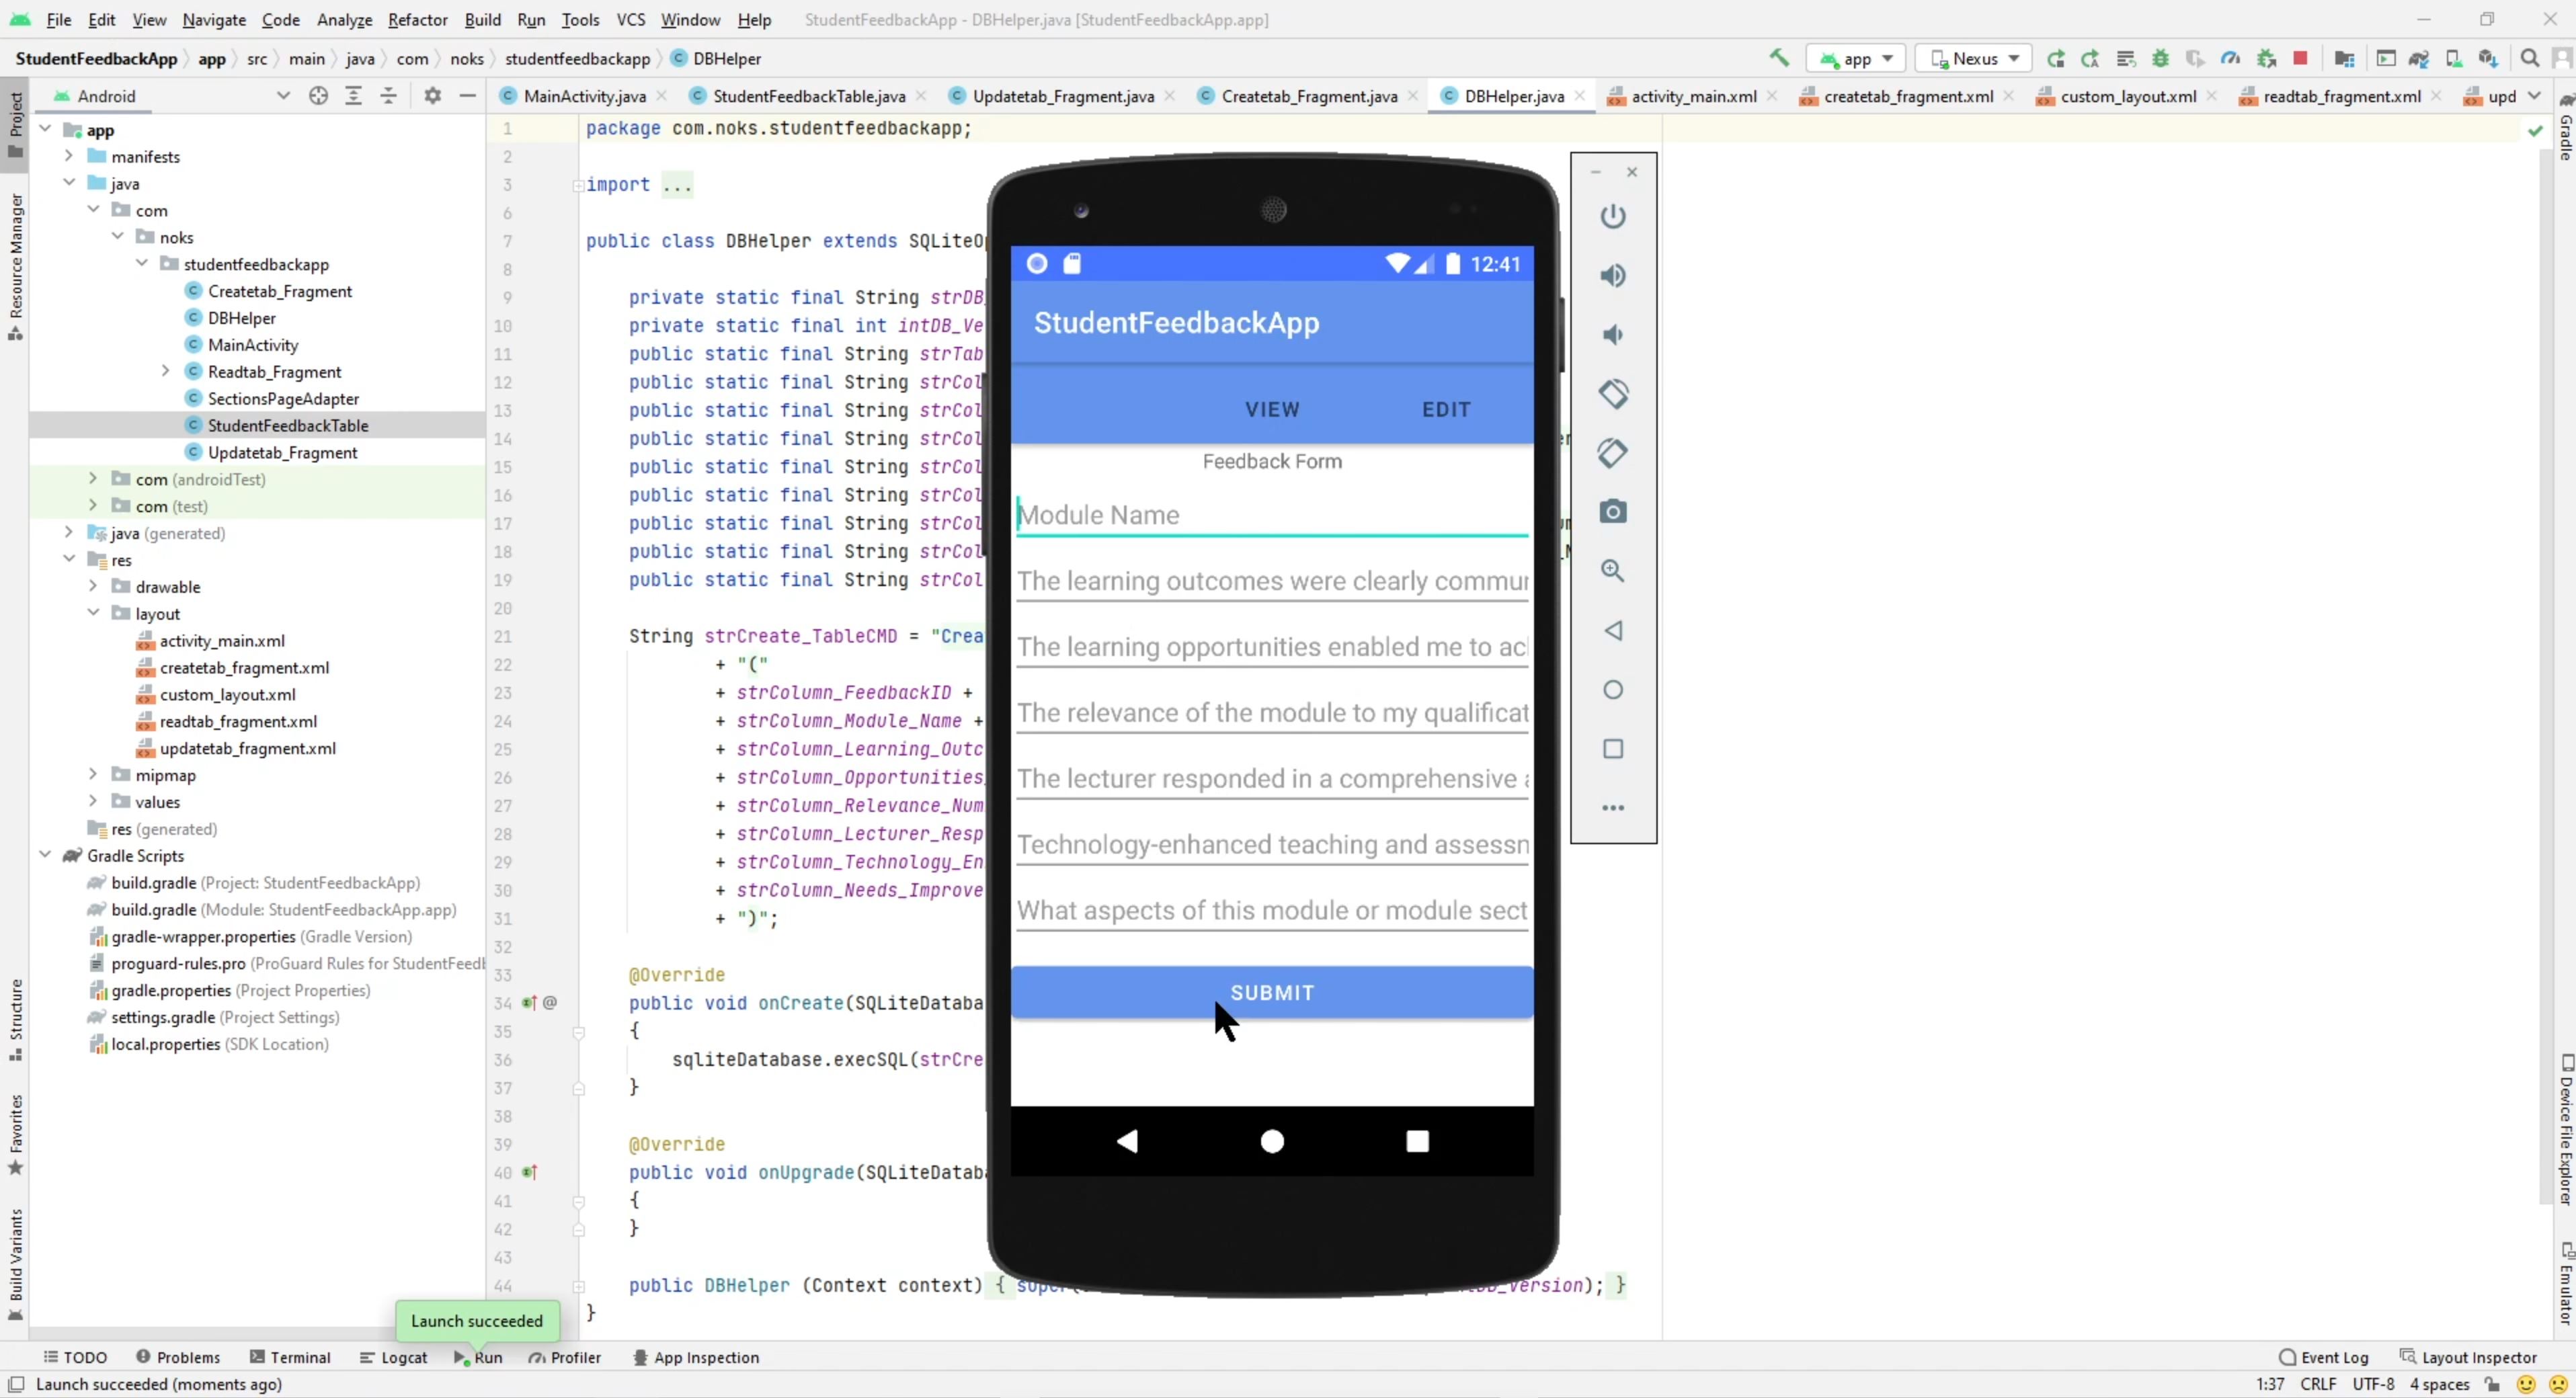 File Edit View Navigate Code Analyze Refactor Build Run Tools VCS Window Help StudentFeedbackApp - DBHelper.java [StudentFeedbackApp.app]
StudentFeedbackApp app src main java com noks studentfeedbackapp DBHelper app Nexus
Android MainActivity.java StudentFeedbackTable.java Updatetab_Fragment.java Createtab_Fragment.java DBHelper.java activity_main.xml createtab_fragment.xml custom_layout.xml readtab_fragment.xml upd
Project
Resource Manager
Structure
Favorites
Build Variants
app
manifests
java
com
noks
studentfeedbackapp
Createtab_Fragment
DBHelper
MainActivity
Readtab_Fragment
SectionsPageAdapter
StudentFeedbackTable
Updatetab_Fragment
com (androidTest)
com (test)
java (generated)
res
drawable
layout
activity_main.xml
createtab_fragment.xml
custom_layout.xml
readtab_fragment.xml
updatetab_fragment.xml
mipmap
values
res (generated)
Gradle Scripts
build.gradle (Project: StudentFeedbackApp)
build.gradle (Module: StudentFeedbackApp.app)
gradle-wrapper.properties (Gradle Version)
proguard-rules.pro (ProGuard Rules for StudentFeedb
gradle.properties (Project Properties)
settings.gradle (Project Settings)
local.properties (SDK Location)
1 package com.noks.studentfeedbackapp;
2
3 import ...
6
7 public class DBHelper extends SQLiteOp
8
9 private static final String strDB_
10 private static final int intDB_Ve
11 public static final String strTab
12 public static final String strCol
13 public static final String strCol
14 public static final String strCol
15 public static final String strCol
16 public static final String strCol
17 public static final String strCol
18 public static final String strCol
19 public static final String strCol
20
21 String strCreate_TableCMD = "Crea
22 + "("
23 + strColumn_FeedbackID +
24 + strColumn_Module_Name +
25 + strColumn_Learning_Outc
26 + strColumn_Opportunities_
27 + strColumn_Relevance_Num
28 + strColumn_Lecturer_Resp
29 + strColumn_Technology_En
30 + strColumn_Needs_Improve
31 + ")";
32
33 @Override
34 @ public void onCreate(SQLiteDataba
35 {
36 sqliteDatabase.execSQL(strCre
37 }
38
39 @Override
40 public void onUpgrade(SQLiteDataba
41 {
42 }
43
44 public DBHelper (Context context) { super( Version); }
}
12:41
StudentFeedbackApp
VIEW EDIT
Feedback Form
Module Name
The learning outcomes were clearly commun
The learning opportunities enabled me to ac
The relevance of the module to my qualificat
The lecturer responded in a comprehensive a
Technology-enhanced teaching and assessm
What aspects of this module or module sect
SUBMIT
Gradle
Device File Explorer
Emulator
Launch succeeded
TODO Problems Terminal Logcat Run Profiler App Inspection Event Log Layout Inspector
Launch succeeded (moments ago) 1:37 CRLF UTF-8 4 spaces